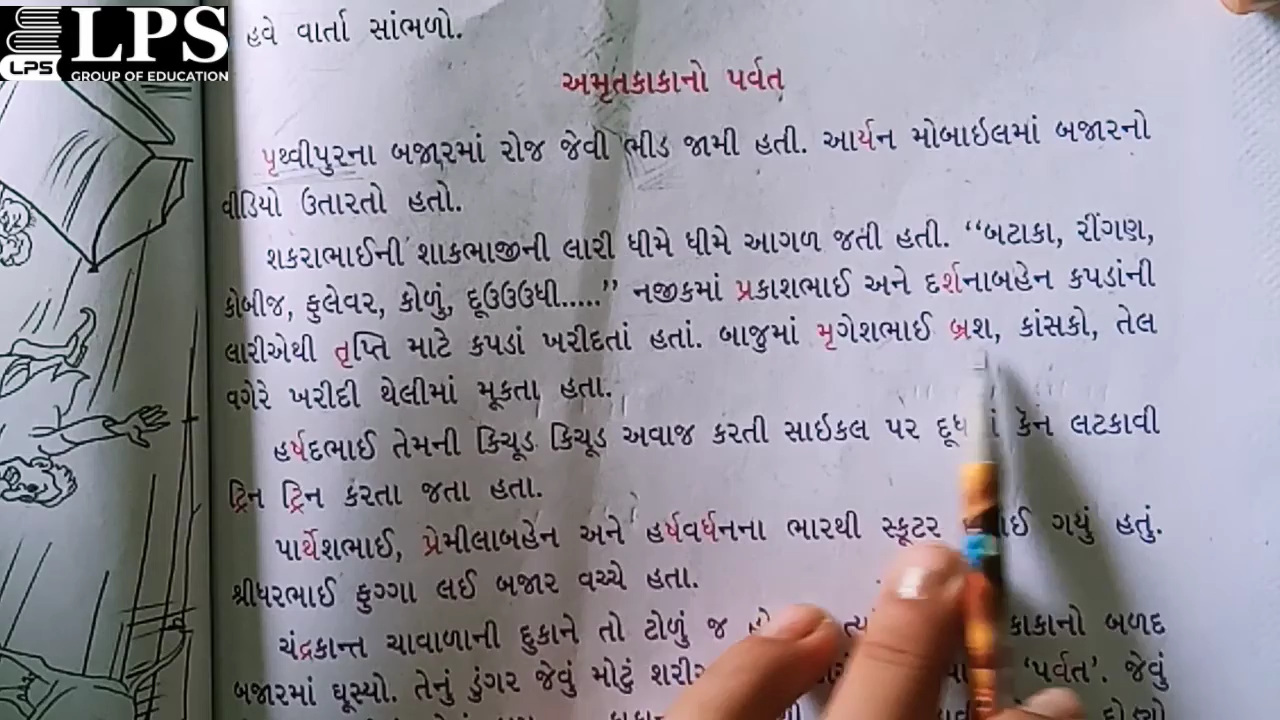 LPS
LPS
GROUP OF EDUCATION
હવે વાર્તા સાંભળો.
અમૃતકાકાનો પર્વત
પૃથ્વીપુરના બજારમાં રોજ જેવી ભીડ જામી હતી. આર્યન મોબાઇલમાં બજારનો
વીડિયો ઉતારતો હતો.
શકરાભાઈની શાકભાજીની લારી ધીમે ધીમે આગળ જતી હતી. “બટાકા, રીંગણ,
કોબીજ, ફુલેવર, કોળું, દૂઉઉઉધી.....” નજીકમાં પ્રકાશભાઈ અને દર્શનાબહેન કપડાંની
લારીએથી તૃપ્તિ માટે કપડાં ખરીદતાં હતાં. બાજુમાં મૃગેશભાઈ બ્રશ, કાંસકો, તેલ
વગેરે ખરીદી થેલીમાં મૂકતા હતા.
હર્ષદભાઈ તેમની કિચૂડ કિચૂડ અવાજ કરતી સાઇકલ પર કેન લટકાવી
ટ્રિન ટ્રિન કરતા જતા હતા.
પાર્થેશભાઈ, પ્રેમીલાબહેન અને હર્ષવર્ધનના ભારથી સ્કૂટર ગયું હતું.
શ્રીધરભાઈ ફુગ્ગા લઈ બજાર વચ્ચે હતા.
ચંદ્રકાન્ત ચાવાળાની દુકાને તો ટોળું જ કાકાનો બળદ
બજારમાં ઘૂસ્યો. તેનું ડુંગર જેવું મોટું ‘પર્વત’. જેવું